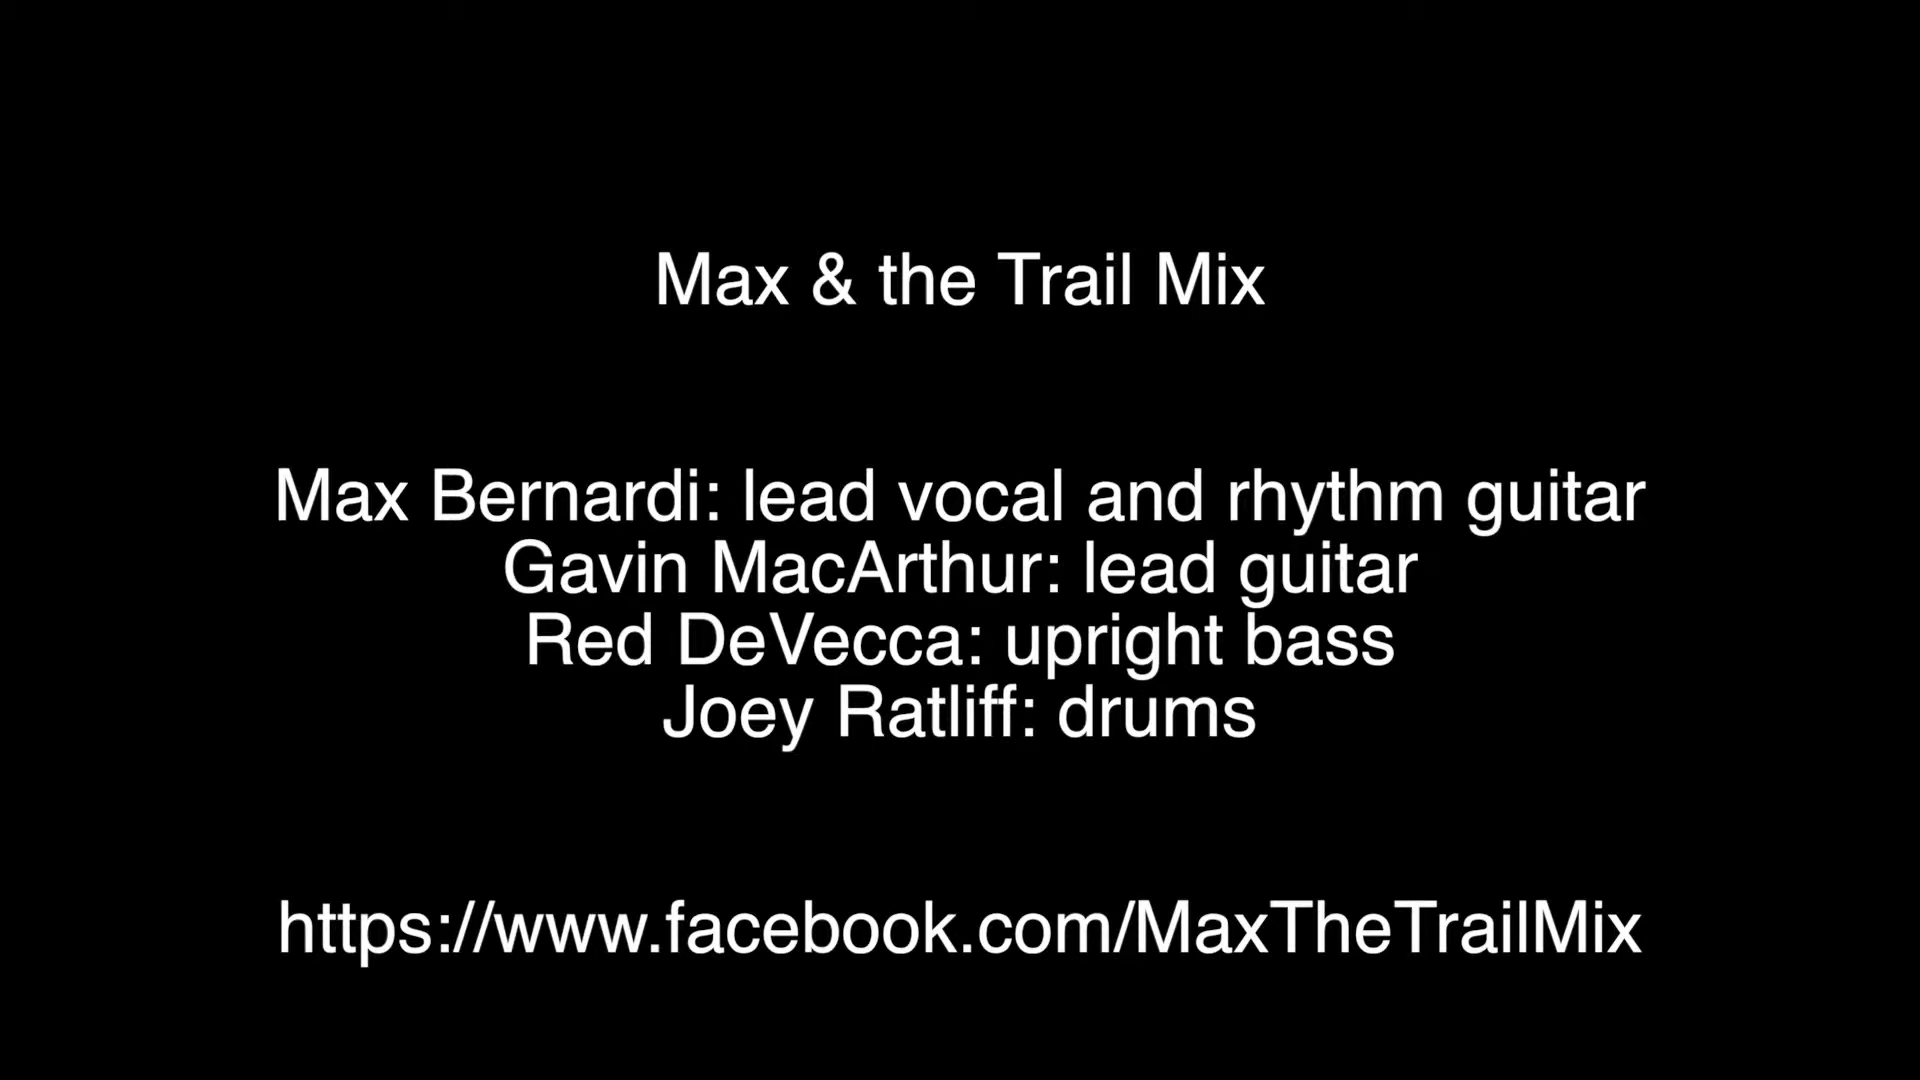 Max & the Trail Mix
Max Bernardi: lead vocal and rhythm guitar
Gavin MacArthur: lead guitar
Red DeVecca: upright bass
Joey Ratliff: drums
https://www.facebook.com/MaxTheTrailMix